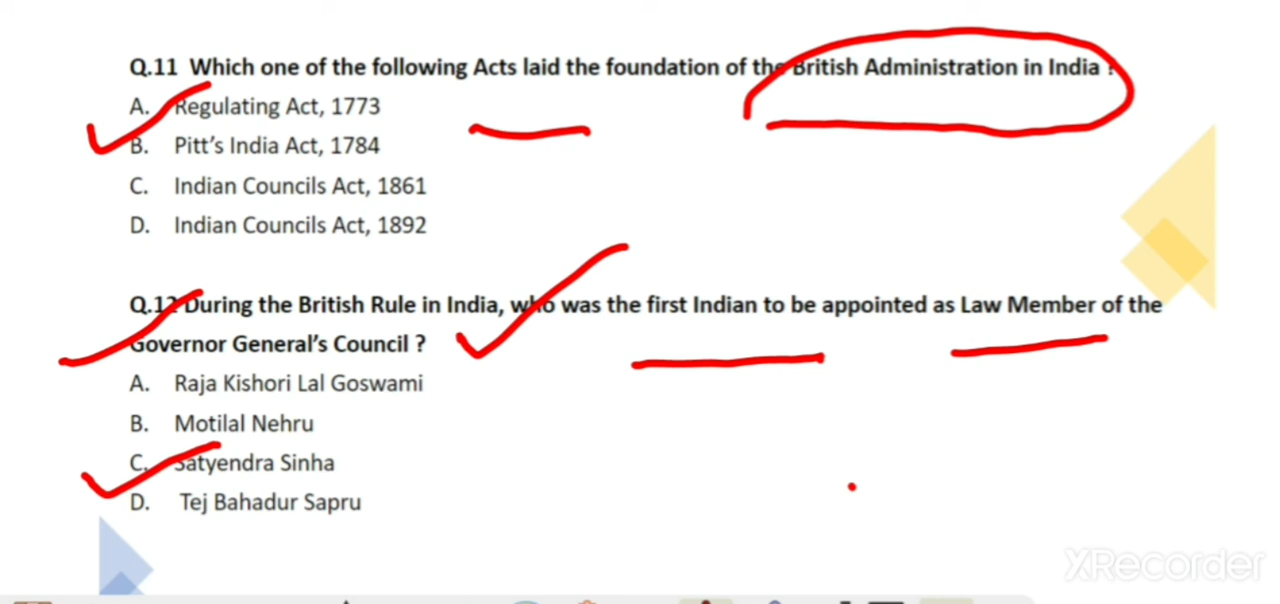 Q.11 Which one of the following Acts laid the foundation of the British Administration in India ?
A. Regulating Act, 1773
B. Pitt's India Act, 1784
C. Indian Councils Act, 1861
D. Indian Councils Act, 1892
Q.12 During the British Rule in India, who was the first Indian to be appointed as Law Member of the
Governor General's Council ?
A. Raja Kishori Lal Goswami
B. Motilal Nehru
C. Satyendra Sinha
D. Tej Bahadur Sapru
XRecorder